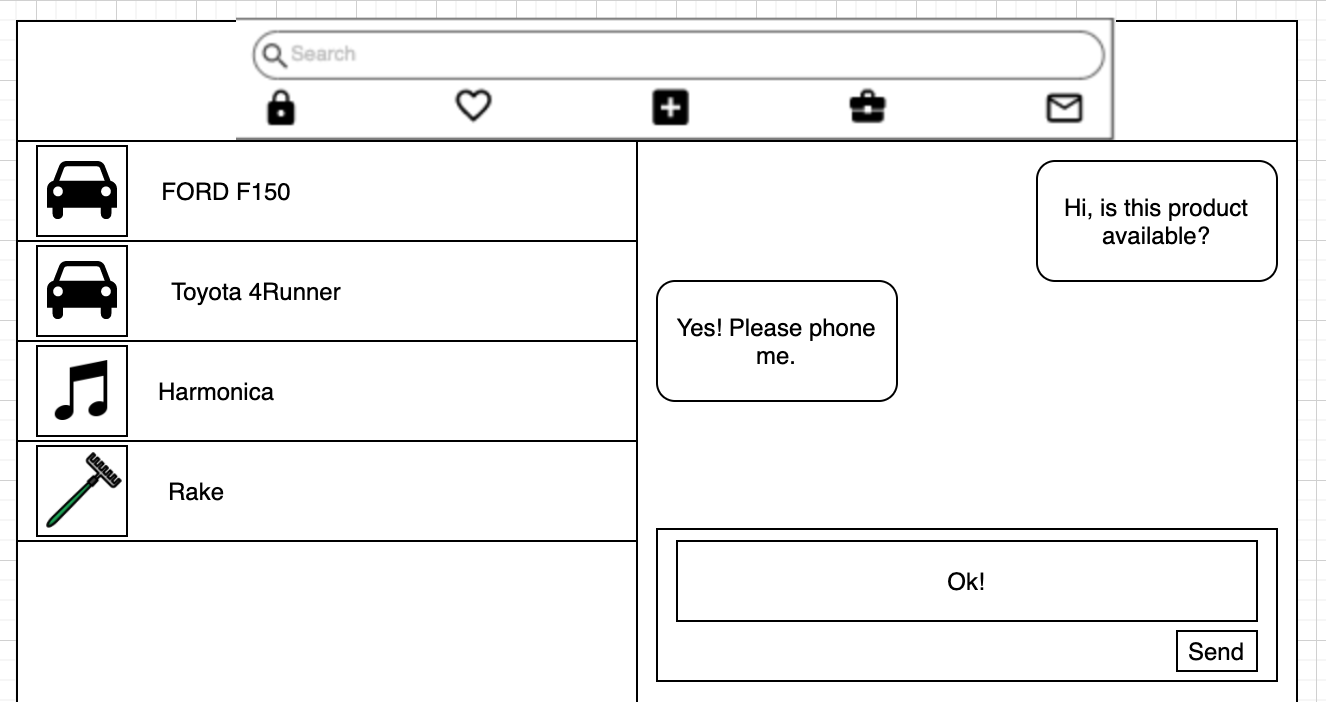 Search
FORD F150
Toyota 4Runner
Harmonica
Rake
Hi, is this product
available?
Yes! Please phone
me.
Ok!
Send